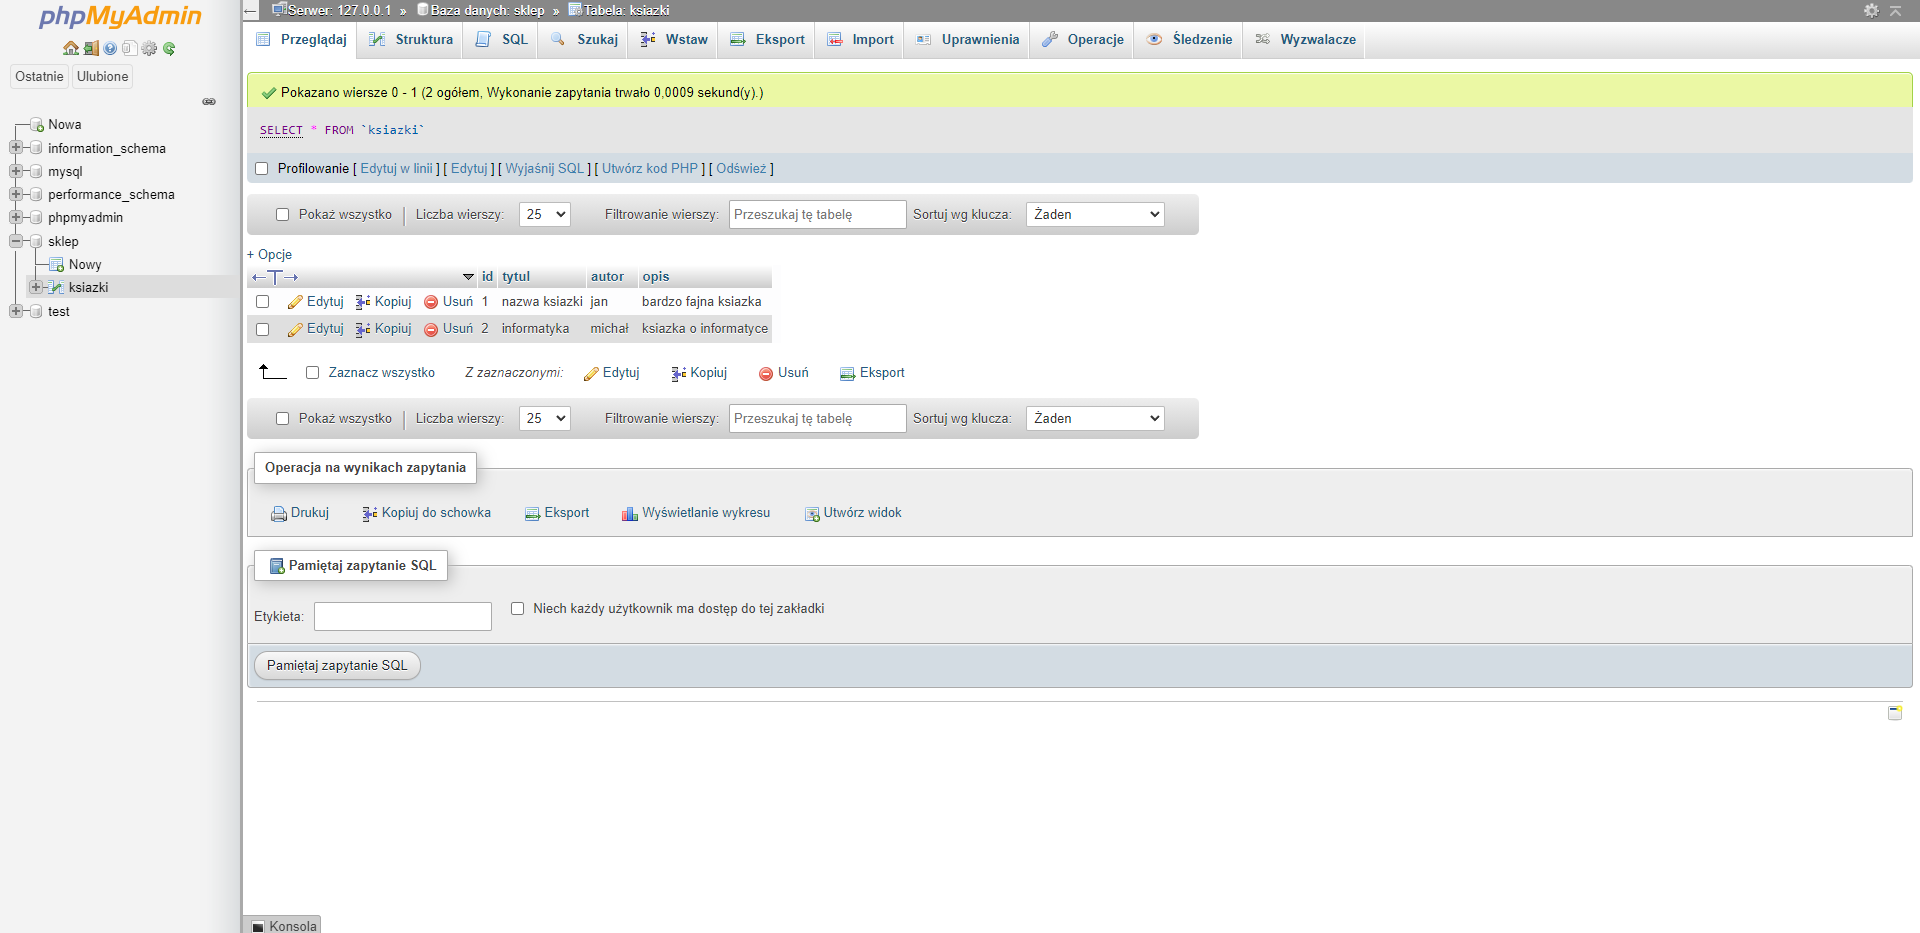 phpMyAdmin
Ostatnie Ulubione
Nowa
information_schema
mysql
performance_schema
phpmyadmin
sklep
Nowy
ksiazki
test
Serwer: 127.0.0.1 » Baza danych: sklep » Tabela: ksiazki
Przeglądaj Struktura SQL Szukaj Wstaw Eksport Import Uprawnienia Operacje Śledzenie Wyzwalacze
Pokazano wiersze 0 - 1 (2 ogółem, Wykonanie zapytania trwało 0,0009 sekund(y).)
SELECT * FROM `ksiazki`
Profilowanie [ Edytuj w linii ] [ Edytuj ] [ Wyjaśnij SQL ] [ Utwórz kod PHP ] [ Odśwież ]
Pokaż wszystko | Liczba wierszy: 25 Filtrowanie wierszy: Przeszukaj tę tabelę Sortuj wg klucza: Żaden
+ Opcje
←T→ id tytul autor opis
Edytuj Kopiuj Usuń 1 nazwa ksiazki jan bardzo fajna ksiazka
Edytuj Kopiuj Usuń 2 informatyka michał ksiazka o informatyce
Zaznacz wszystko Z zaznaczonymi: Edytuj Kopiuj Usuń Eksport
Pokaż wszystko | Liczba wierszy: 25 Filtrowanie wierszy: Przeszukaj tę tabelę Sortuj wg klucza: Żaden
Operacja na wynikach zapytania
Drukuj Kopiuj do schowka Eksport Wyświetlanie wykresu Utwórz widok
Pamiętaj zapytanie SQL
Etykieta: Niech każdy użytkownik ma dostęp do tej zakładki
Pamiętaj zapytanie SQL
Konsola